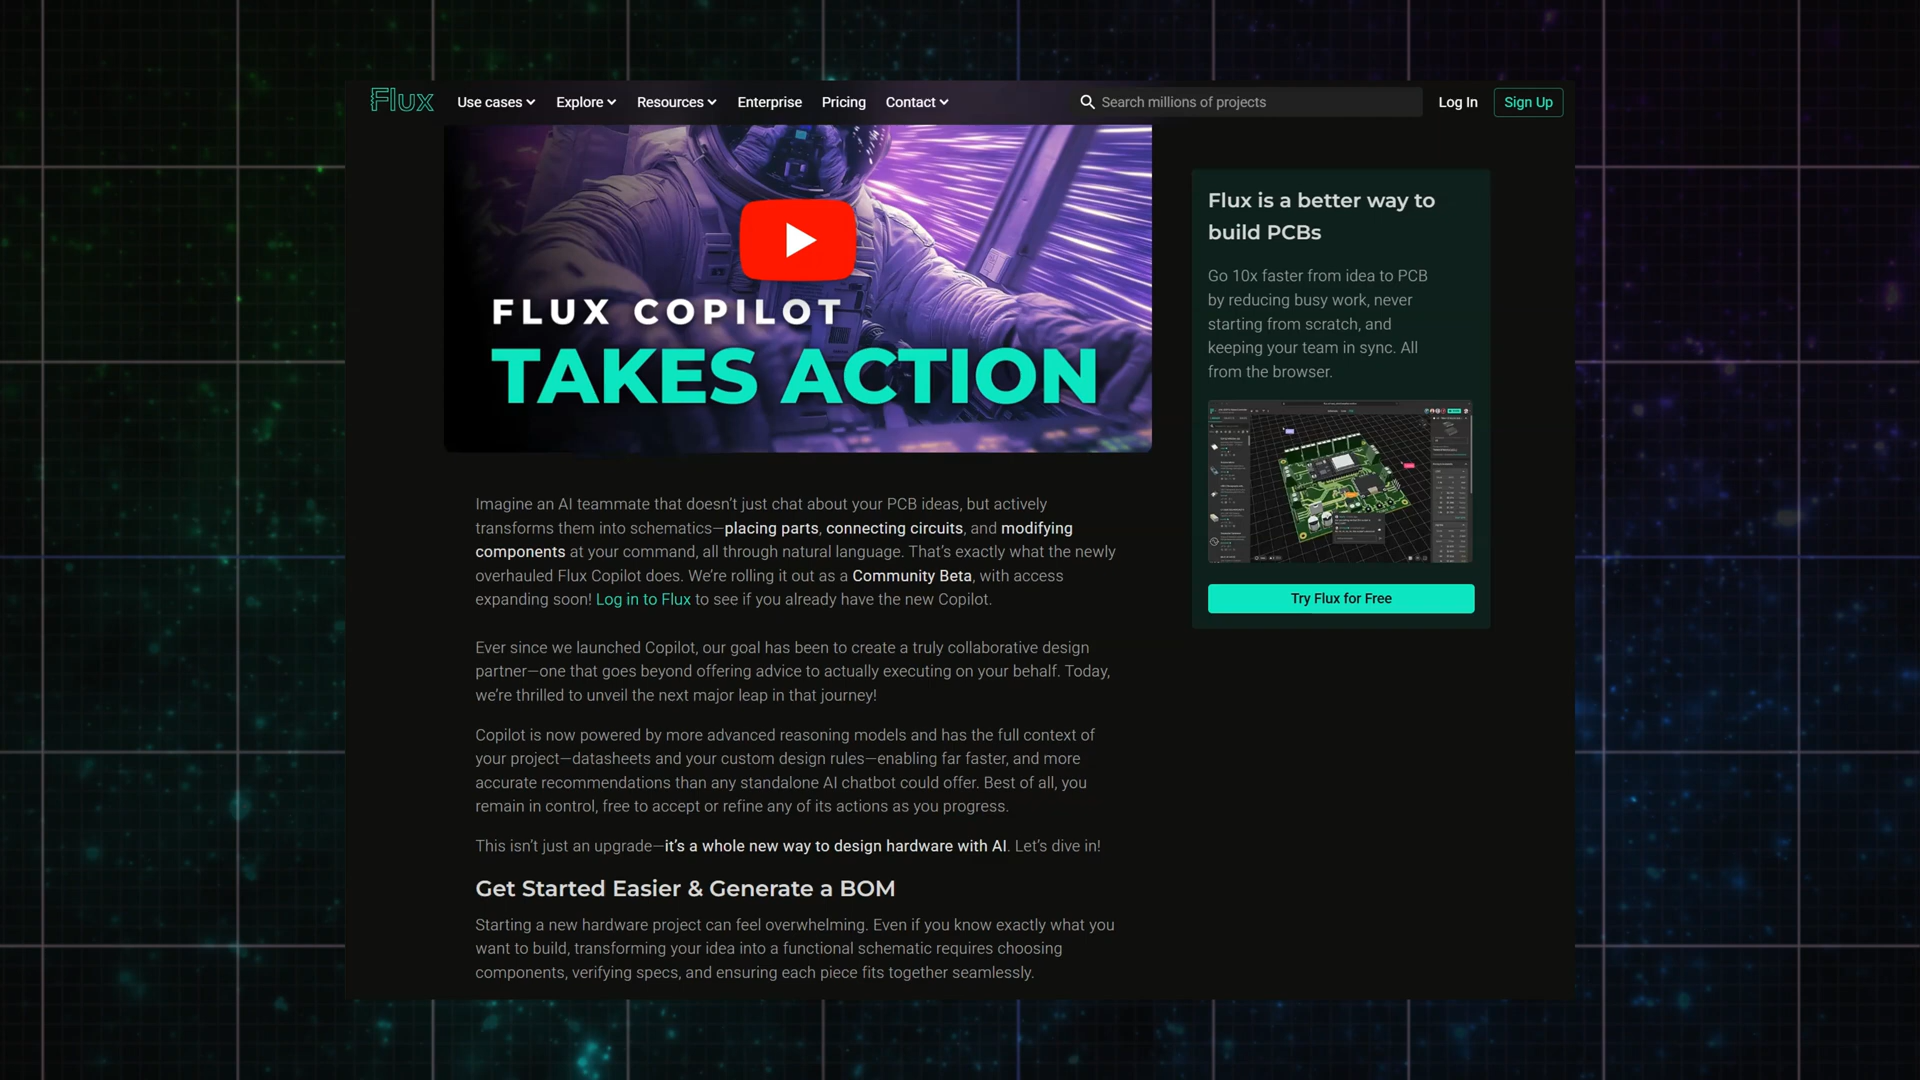 Flux
Use cases
Explore
Resources
Enterprise
Pricing
Contact
Search millions of projects
Log In
Sign Up
FLUX COPILOT
TAKES ACTION
Imagine an AI teammate that doesn’t just chat about your PCB ideas, but actively
transforms them into schematics—placing parts, connecting circuits, and modifying
components at your command, all through natural language. That’s exactly what the newly
overhauled Flux Copilot does. We’re rolling it out as a Community Beta, with access
expanding soon! Log in to Flux to see if you already have the new Copilot.
Ever since we launched Copilot, our goal has been to create a truly collaborative design
partner—one that goes beyond offering advice to actually executing on your behalf. Today,
we’re thrilled to unveil the next major leap in that journey!
Copilot is now powered by more advanced reasoning models and has the full context of
your project—datasheets and your custom design rules—enabling far faster, and more
accurate recommendations than any standalone AI chatbot could offer. Best of all, you
remain in control, free to accept or refine any of its actions as you progress.
This isn’t just an upgrade—it’s a whole new way to design hardware with AI. Let’s dive in!
Get Started Easier & Generate a BOM
Starting a new hardware project can feel overwhelming. Even if you know exactly what you
want to build, transforming your idea into a functional schematic requires choosing
components, verifying specs, and ensuring each piece fits together seamlessly.
Flux is a better way to
build PCBs
Go 10x faster from idea to PCB
by reducing busy work, never
starting from scratch, and
keeping your team in sync. All
from the browser.
Try Flux for Free